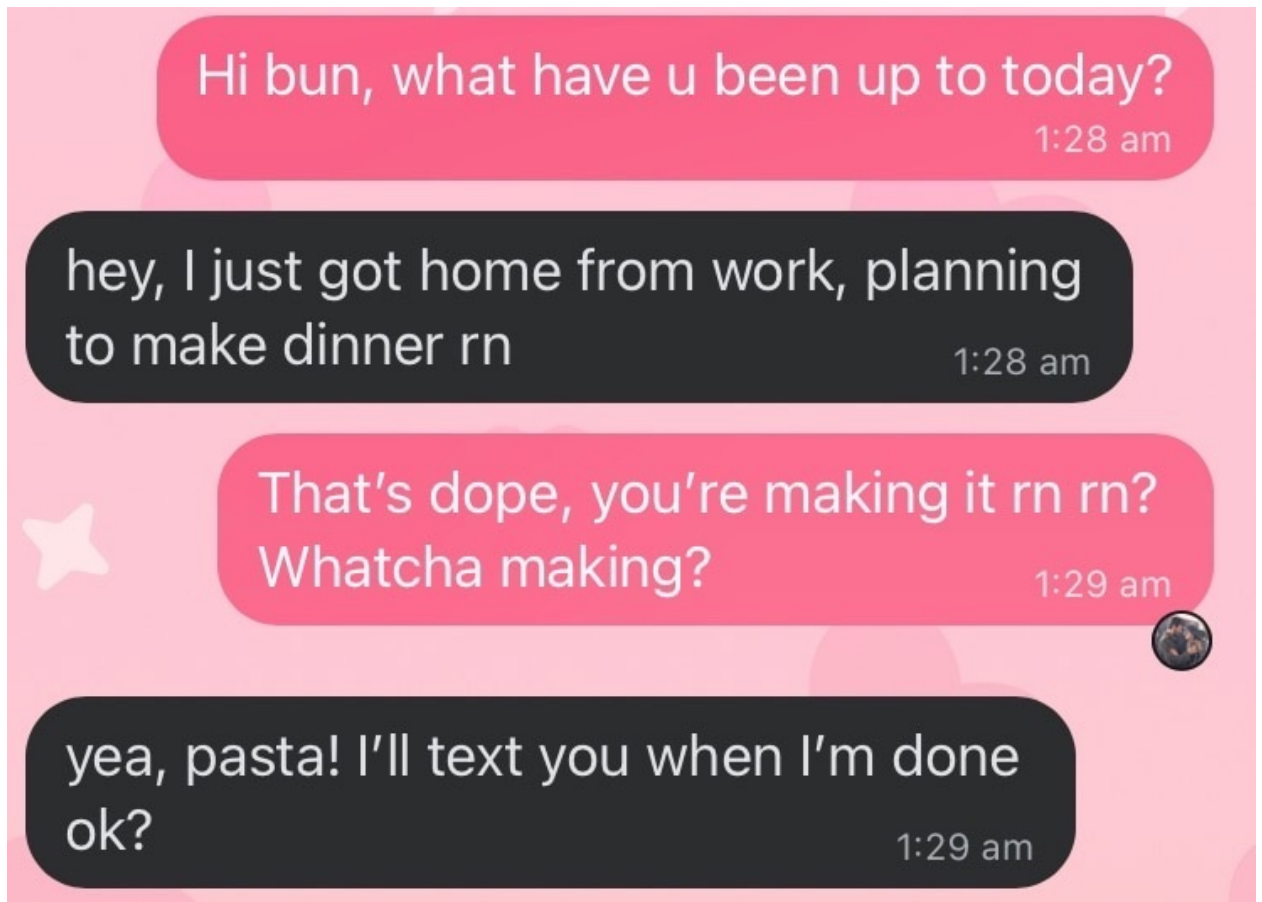 Hi bun, what have u been up to today?
1:28 am
hey, I just got home from work, planning
to make dinner rn
1:28 am
That’s dope, you’re making it rn rn?
Whatcha making?
1:29 am
yea, pasta! I’ll text you when I’m done
ok?
1:29 am